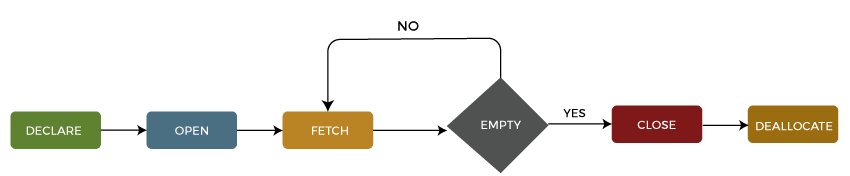 NO
DECLARE
OPEN
FETCH
EMPTY
YES
CLOSE
DEALLOCATE